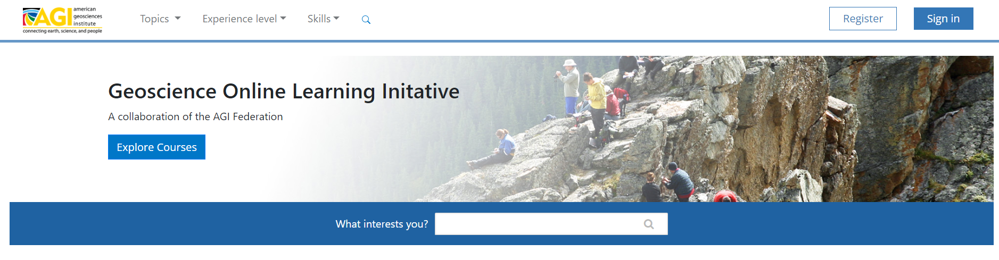 AGI
american
geosciences
institute
connecting earth, science, and people
Topics
Experience level
Skills
Register
Sign in
Geoscience Online Learning Initative
A collaboration of the AGI Federation
Explore Courses
What interests you?